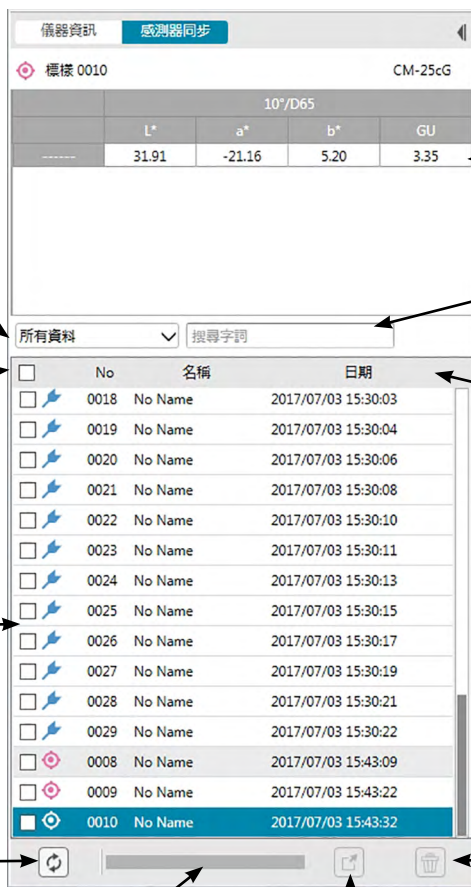 儀器資訊 感測器同步
標樣 0010 CM-25cG
10°/D65
L* a* b* GU
------ 31.91 -21.16 5.20 3.35
所有資料 搜尋字詞
No 名稱 日期
0018 No Name 2017/07/03 15:30:03
0019 No Name 2017/07/03 15:30:04
0020 No Name 2017/07/03 15:30:06
0021 No Name 2017/07/03 15:30:08
0022 No Name 2017/07/03 15:30:10
0023 No Name 2017/07/03 15:30:11
0024 No Name 2017/07/03 15:30:13
0025 No Name 2017/07/03 15:30:15
0026 No Name 2017/07/03 15:30:17
0027 No Name 2017/07/03 15:30:19
0028 No Name 2017/07/03 15:30:21
0029 No Name 2017/07/03 15:30:22
0008 No Name 2017/07/03 15:43:09
0009 No Name 2017/07/03 15:43:22
0010 No Name 2017/07/03 15:43:32